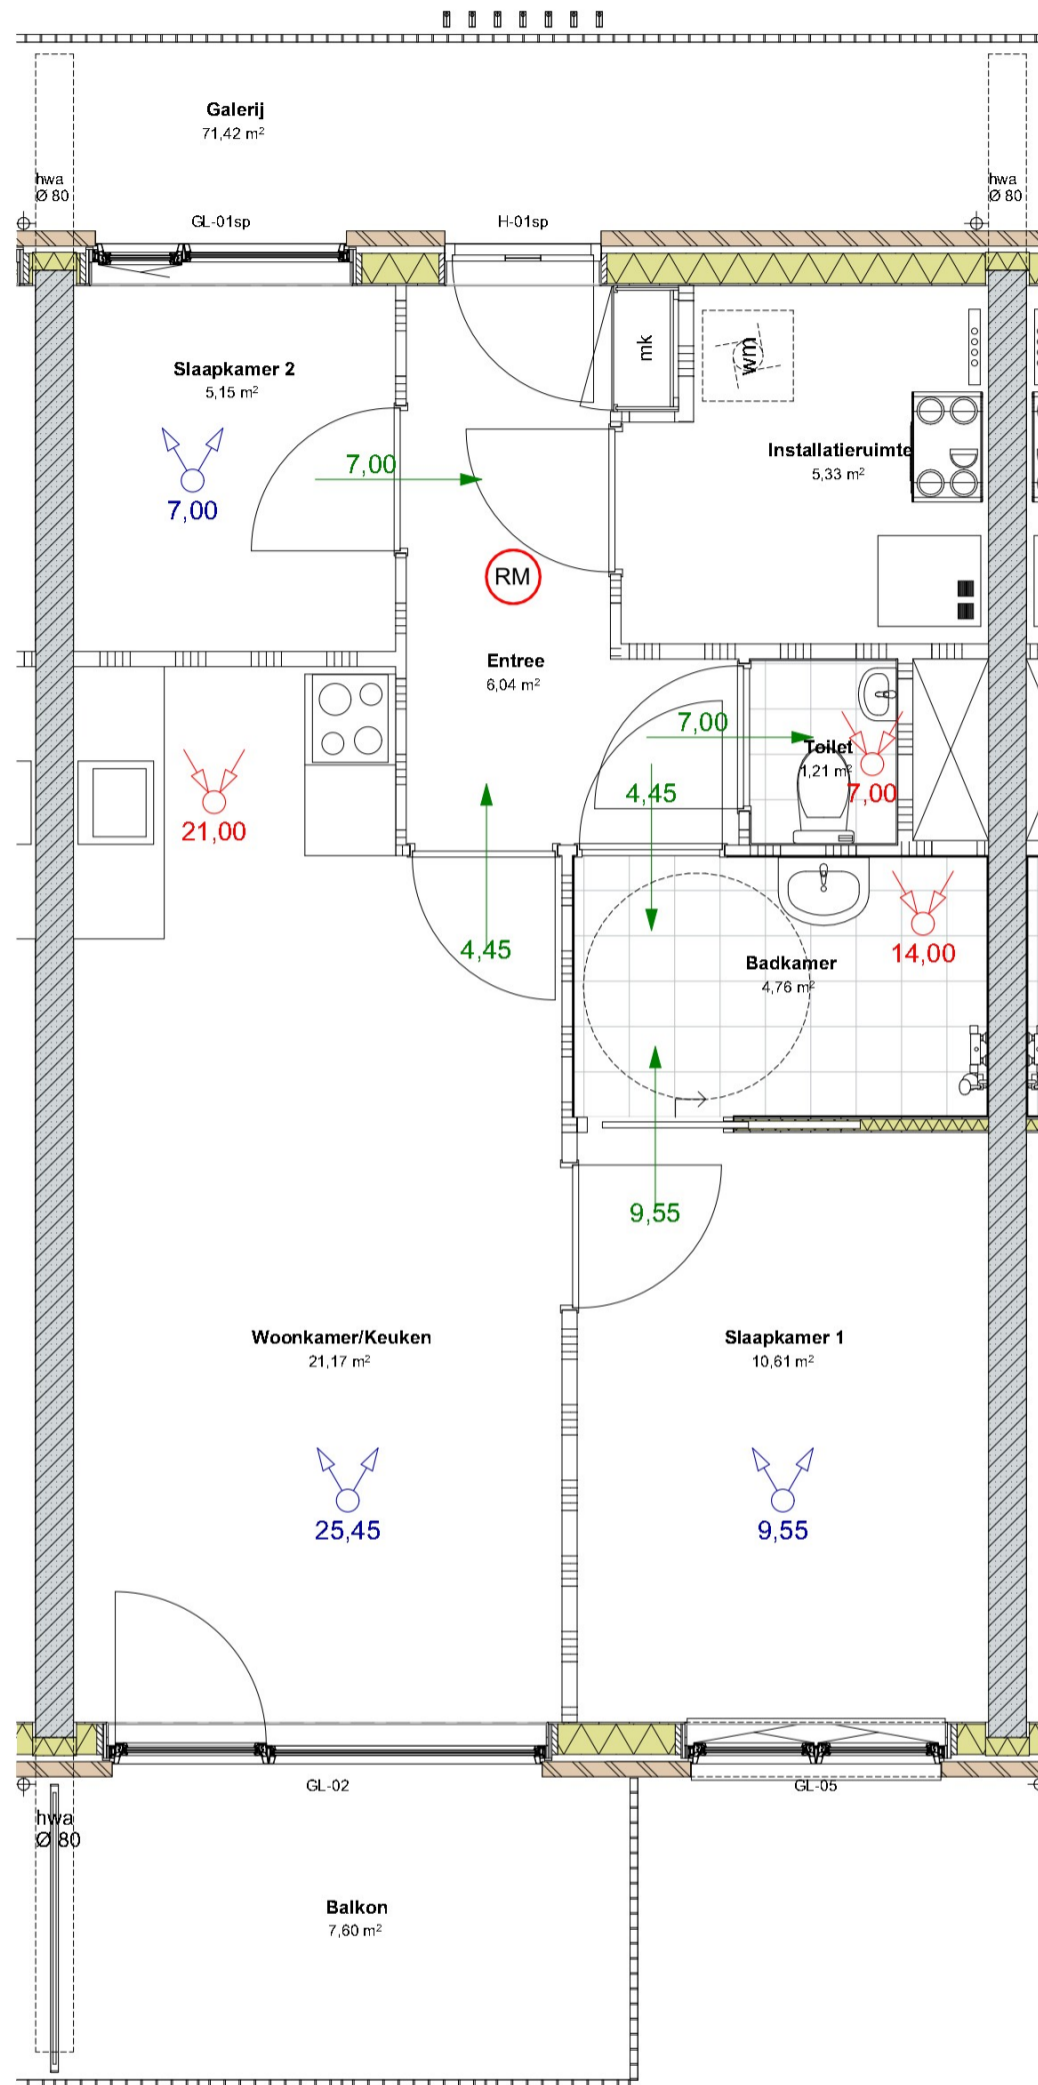 Galerij
71,42 m²
hwa
Ø 80
hwa
Ø 80
GL-01sp
H-01sp
mk
wm
Slaapkamer 2
5,15 m²
7,00
7,00
Installatieruimte
5,33 m²
RM
Entree
6,04 m²
7,00
Toilet
1,21 m²
7,00
4,45
21,00
4,45
14,00
Badkamer
4,76 m²
9,55
Woonkamer/Keuken
21,17 m²
Slaapkamer 1
10,61 m²
25,45
9,55
GL-02
GL-05
hwa
Ø 80
Balkon
7,60 m²